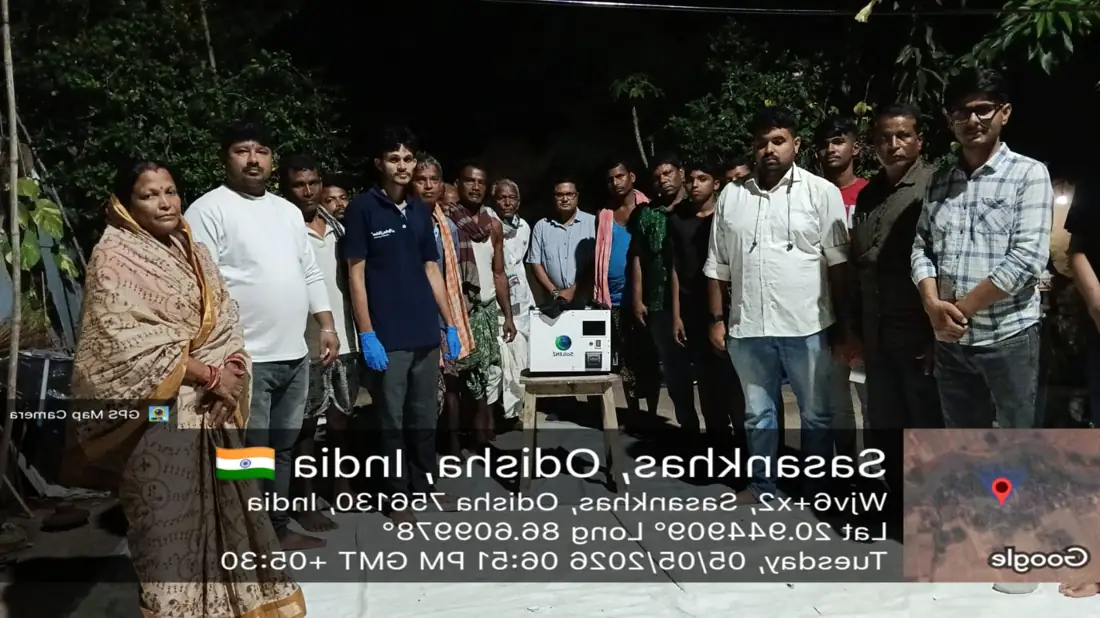 GPS Map Camera
Sasankhas, Odisha, India
Wjv6+x2, Sasankhas, Odisha 756130, India
Lat 20.944909° Long 86.609978°
Tuesday, 05/05/2026 06:51 PM GMT +05:30
Google